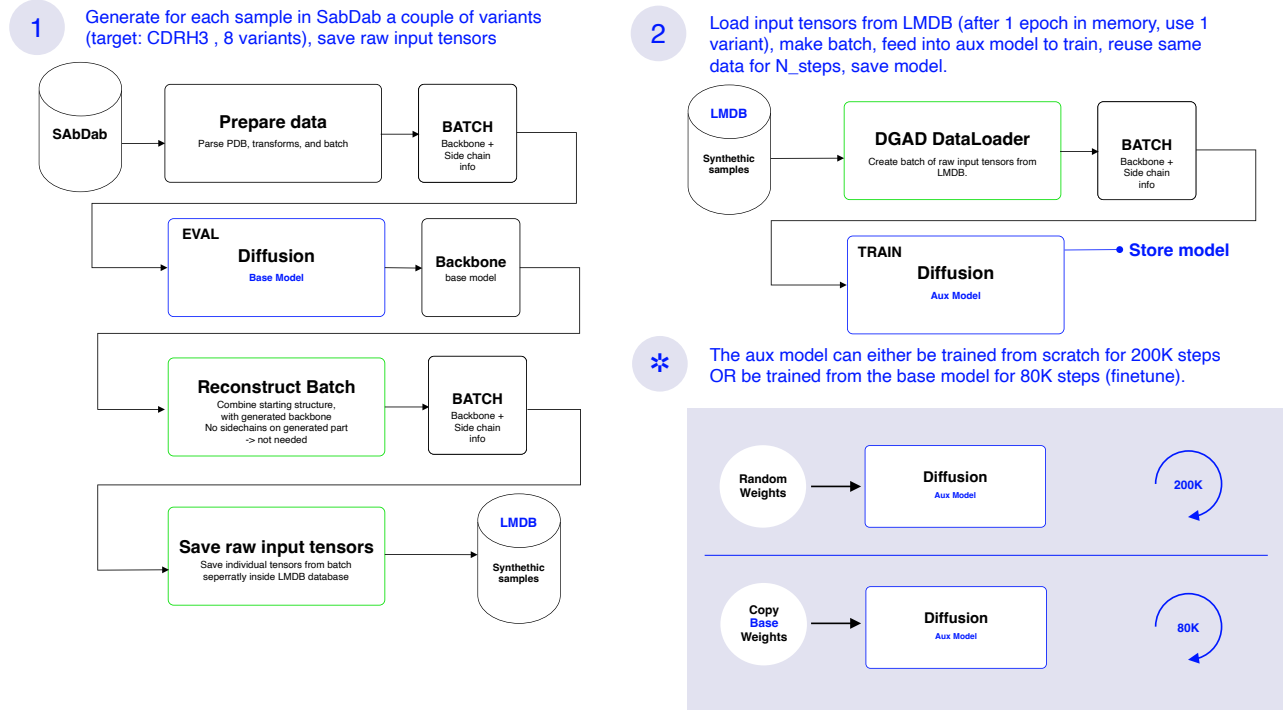 1
Generate for each sample in SabDab a couple of variants
(target: CDRH3 , 8 variants), save raw input tensors
SAbDab
Prepare data
Parse PDB, transforms, and batch
BATCH
Backbone +
Side chain
info
EVAL
Diffusion
Base Model
Backbone
base model
Reconstruct Batch
Combine starting structure,
with generated backbone
No sidechains on generated part
-> not needed
BATCH
Backbone +
Side chain
info
Save raw input tensors
Save individual tensors from batch
seperratly inside LMDB database
LMDB
Synthethic
samples
2
Load input tensors from LMDB (after 1 epoch in memory, use 1
variant), make batch, feed into aux model to train, reuse same
data for N_steps, save model.
LMDB
Synthethic
samples
DGAD DataLoader
Create batch of raw input tensors from
LMDB.
BATCH
Backbone +
Side chain
info
TRAIN
Diffusion
Aux Model
Store model
*
The aux model can either be trained from scratch for 200K steps
OR be trained from the base model for 80K steps (finetune).
Random
Weights
Diffusion
Aux Model
200K
Copy
Base
Weights
Diffusion
Aux Model
80K